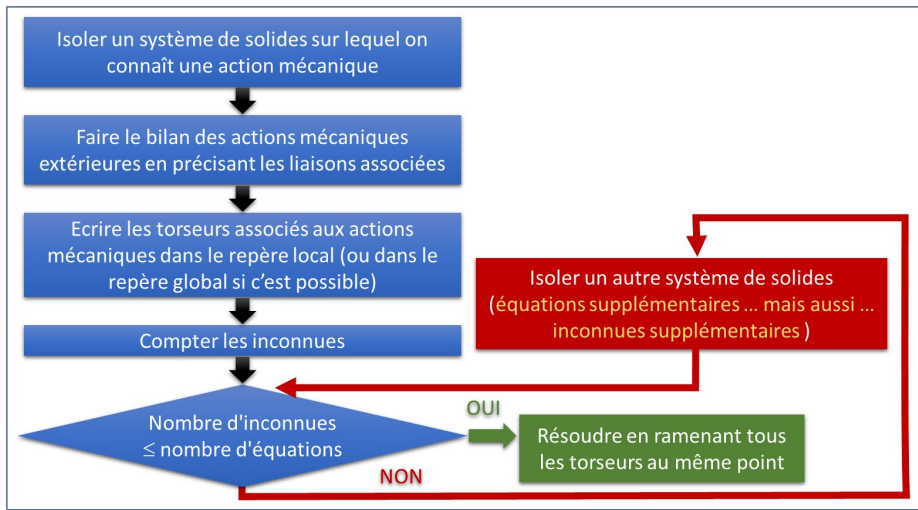 Isoler un système de solides sur lequel on
connaît une action mécanique
Faire le bilan des actions mécaniques
extérieures en précisant les liaisons associées
Ecrire les torseurs associés aux actions
mécaniques dans le repère local (ou dans le
repère global si c’est possible)
Compter les inconnues
Nombre d'inconnues
≤ nombre d'équations
OUI
Résoudre en ramenant tous
les torseurs au même point
NON
Isoler un autre système de solides
(équations supplémentaires ... mais aussi ...
inconnues supplémentaires )